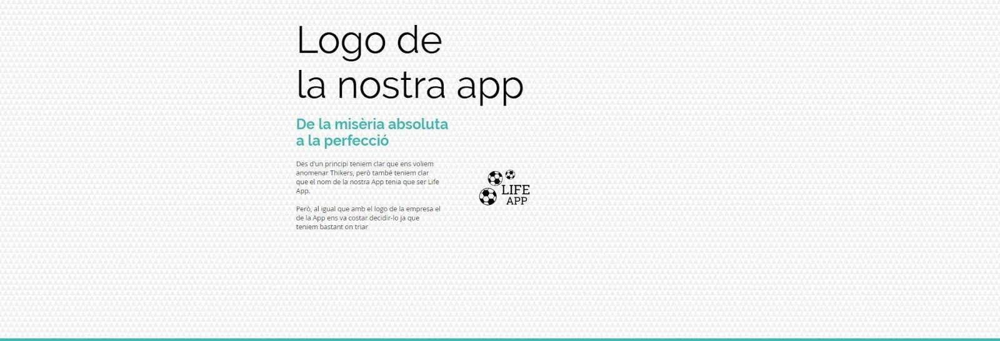 Logo de
la nostra app
De la misèria absoluta
a la perfecció
Des d'un principi teniem clar que ens voliem
anomenar Thikers, però també teniem clar
que el nom de la nostra App tenia que ser Life
App.
Però, al igual que amb el logo de la empresa el
de la App ens va costar decidir-lo ja que
teniem bastant on triar
LIFE
APP